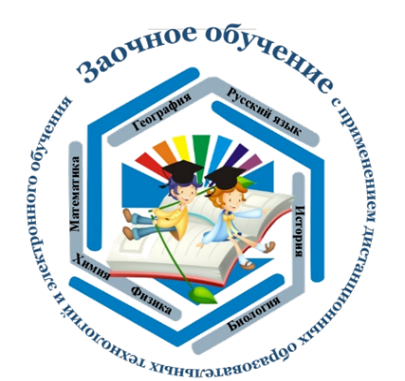 Заочное обучение
с применением дистанционных образовательных технологий и электронного обучения
География
Русский язык
Математика
История
Химия
Физика
Биология